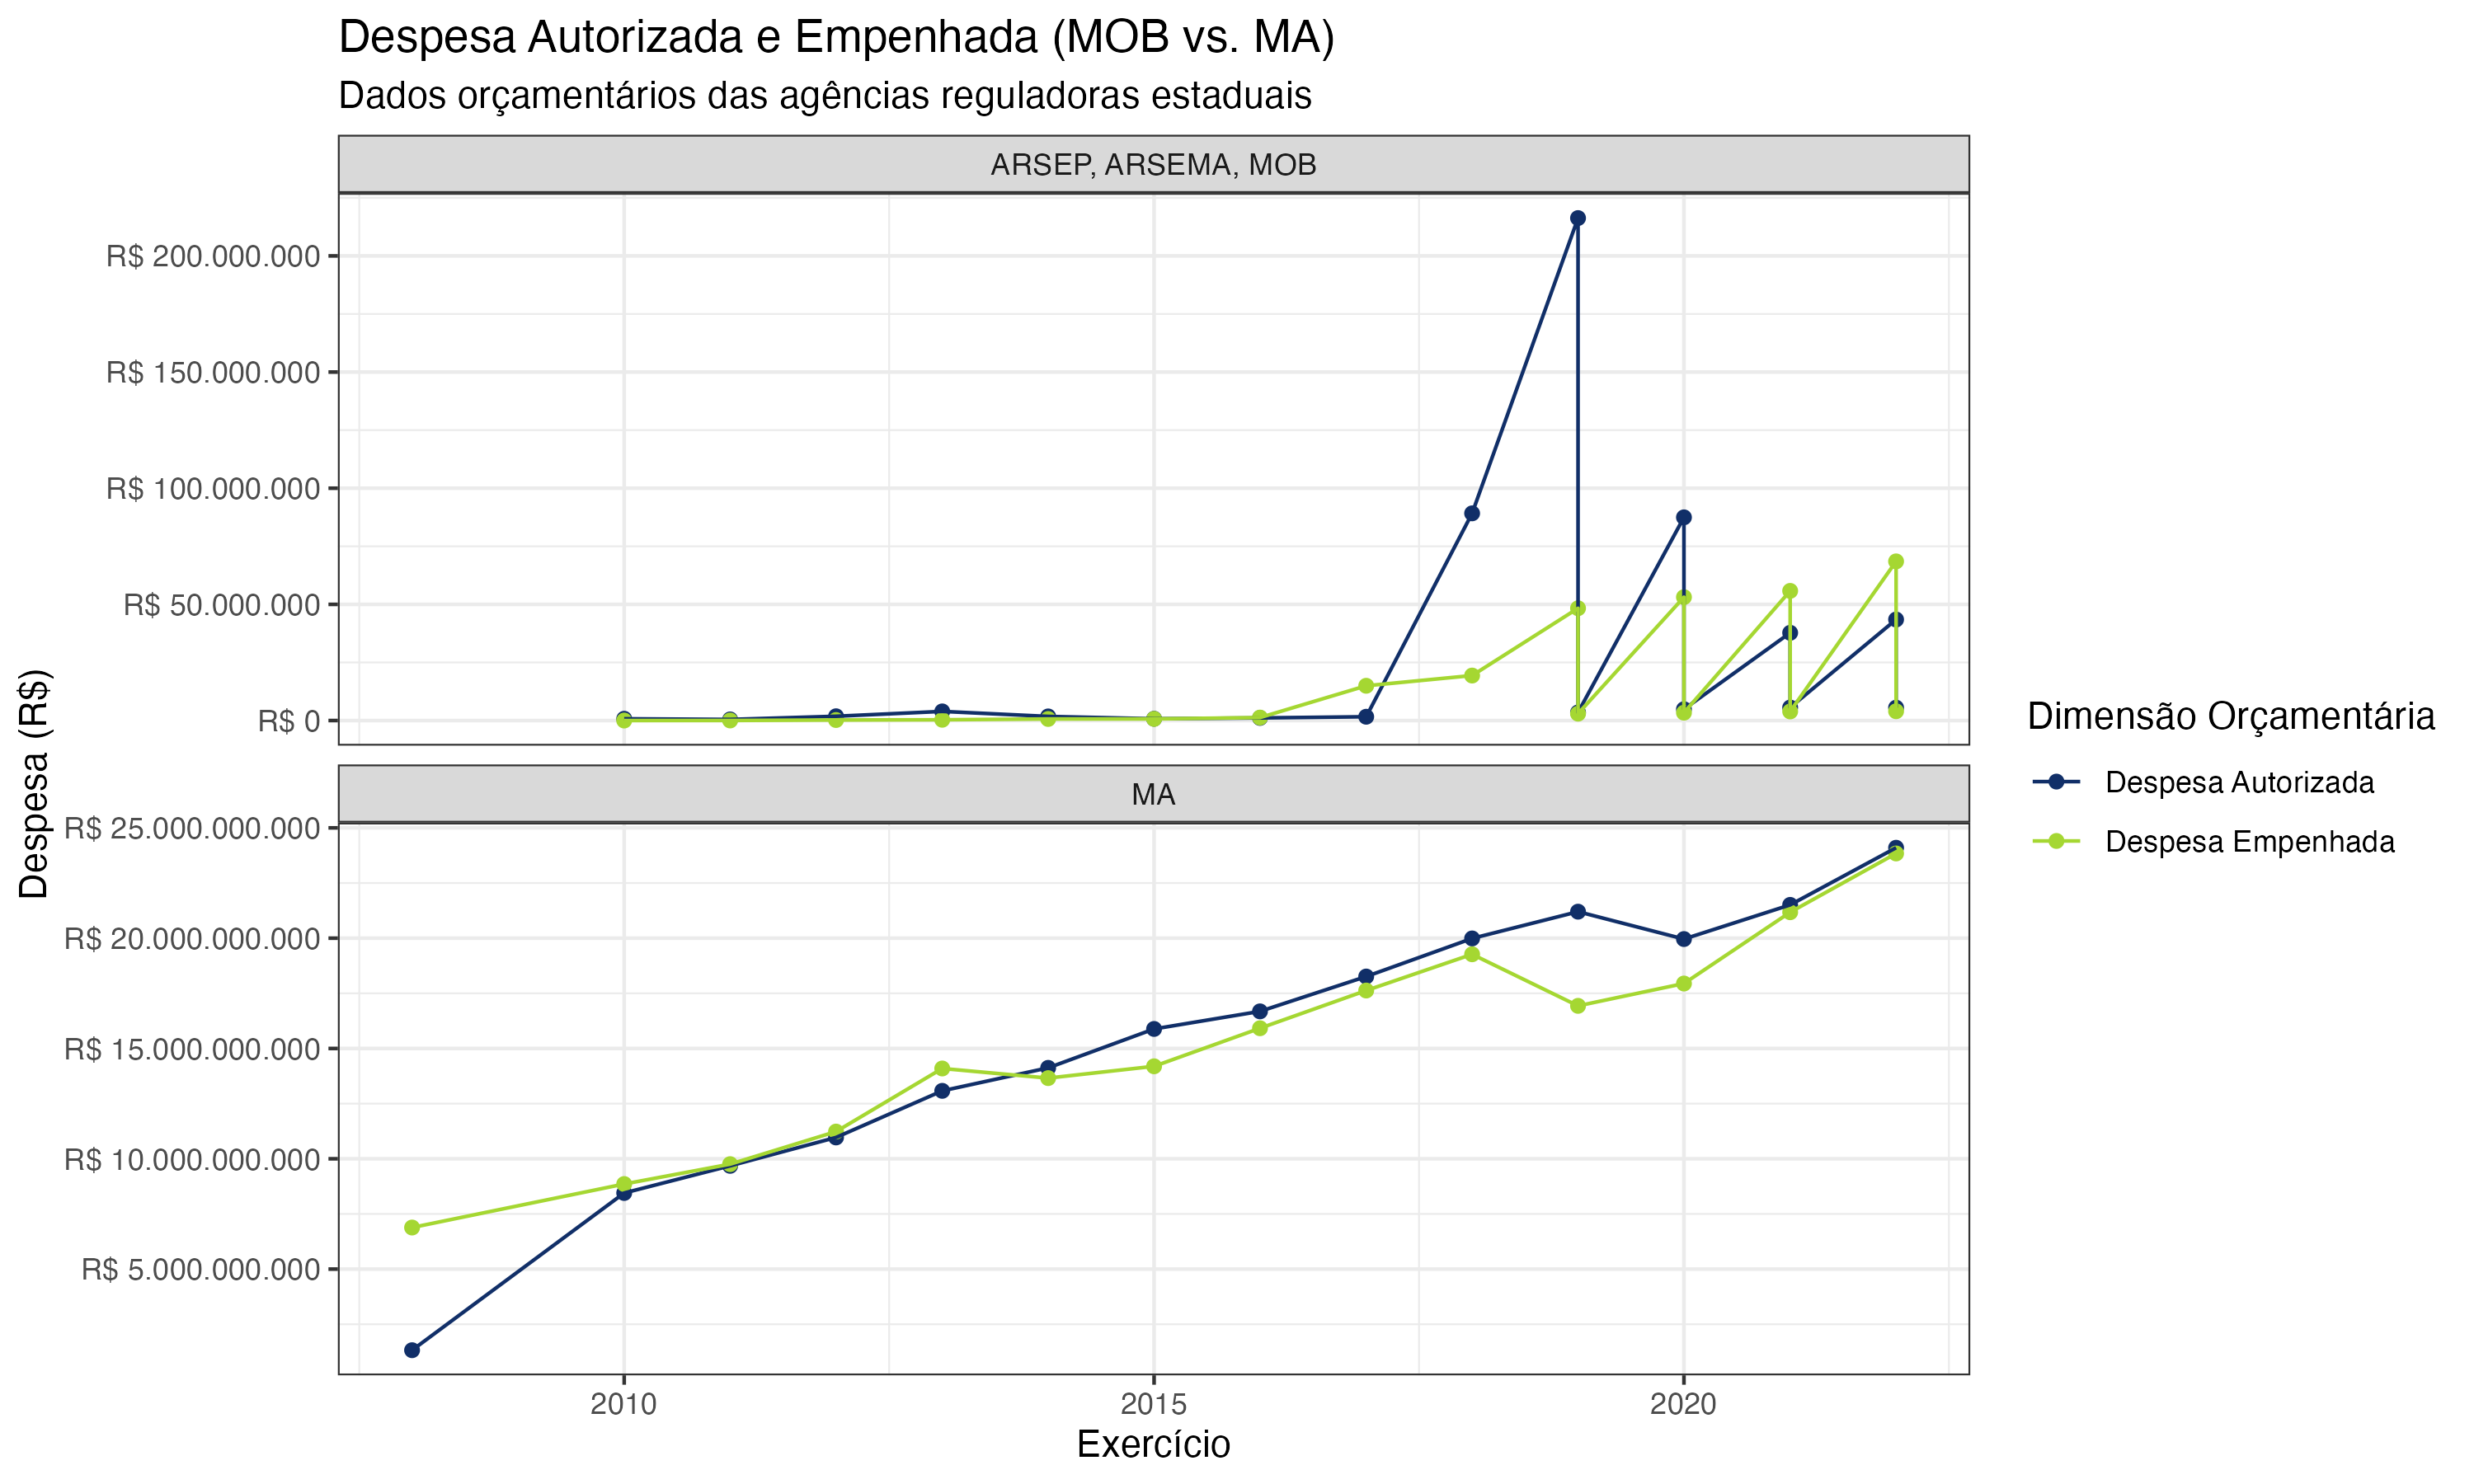 Despesa Autorizada e Empenhada (MOB vs. MA)
Dados orçamentários das agências reguladoras estaduais
ARSEP, ARSEMA, MOB
R$ 200.000.000
R$ 150.000.000
R$ 100.000.000
R$ 50.000.000
R$ 0
MA
R$ 25.000.000.000
R$ 20.000.000.000
R$ 15.000.000.000
R$ 10.000.000.000
R$ 5.000.000.000
2010
2015
2020
Exercício
Despesa (R$)
Dimensão Orçamentária
Despesa Autorizada
Despesa Empenhada